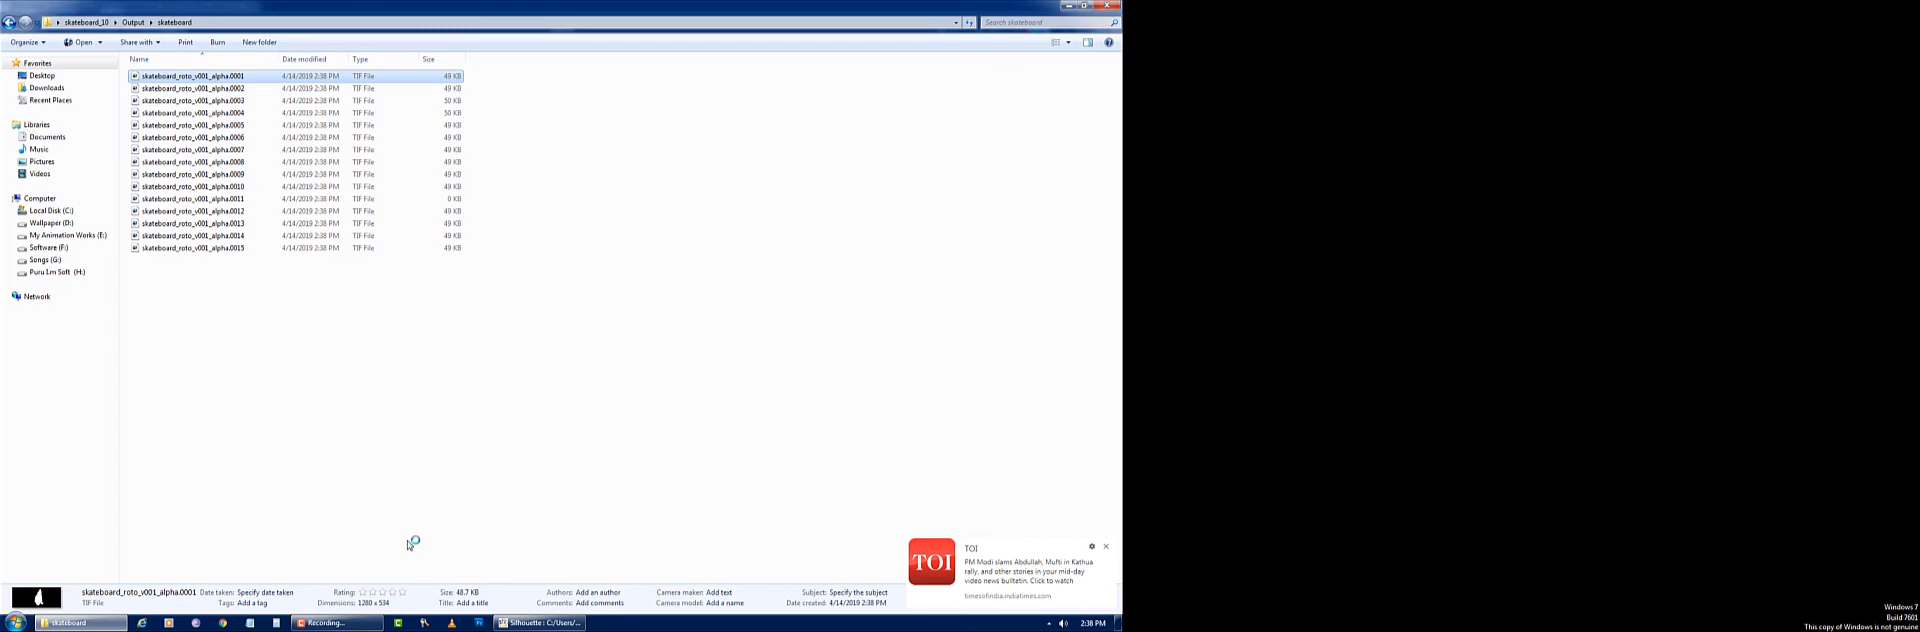 skateboard_10 ▸ Output ▸ skateboard
Search skateboard
Organize Open Share with Print Burn New folder
Name Date modified Type Size
Favorites
Desktop
Downloads
Recent Places
Libraries
Documents
Music
Pictures
Videos
Computer
Local Disk (C:)
Wallpaper (D:)
My Animation Works (E:)
Software (F:)
Songs (G:)
Puru Lm Soft (H:)
Network
skateboard_roto_v001_alpha.0001 4/14/2019 2:38 PM TIF File 49 KB
skateboard_roto_v001_alpha.0002 4/14/2019 2:38 PM TIF File 49 KB
skateboard_roto_v001_alpha.0003 4/14/2019 2:38 PM TIF File 50 KB
skateboard_roto_v001_alpha.0004 4/14/2019 2:38 PM TIF File 50 KB
skateboard_roto_v001_alpha.0005 4/14/2019 2:38 PM TIF File 49 KB
skateboard_roto_v001_alpha.0006 4/14/2019 2:38 PM TIF File 49 KB
skateboard_roto_v001_alpha.0007 4/14/2019 2:38 PM TIF File 49 KB
skateboard_roto_v001_alpha.0008 4/14/2019 2:38 PM TIF File 49 KB
skateboard_roto_v001_alpha.0009 4/14/2019 2:38 PM TIF File 49 KB
skateboard_roto_v001_alpha.0010 4/14/2019 2:38 PM TIF File 49 KB
skateboard_roto_v001_alpha.0011 4/14/2019 2:38 PM TIF File 0 KB
skateboard_roto_v001_alpha.0012 4/14/2019 2:38 PM TIF File 49 KB
skateboard_roto_v001_alpha.0013 4/14/2019 2:38 PM TIF File 49 KB
skateboard_roto_v001_alpha.0014 4/14/2019 2:38 PM TIF File 49 KB
skateboard_roto_v001_alpha.0015 4/14/2019 2:38 PM TIF File 49 KB
TOI
TOI
PM Modi slams Abdullah, Mufti in Kathua
rally, and other stories in your mid-day
video news bulletin. Click to watch
timesofindia.indiatimes.com
skateboard_roto_v001_alpha.0001 Date taken: Specify date taken Rating: Size: 48.7 KB Authors: Add an author Camera maker: Add text Subject: Specify the subject
TIF File Tags: Add a tag Dimensions: 1280 x 534 Title: Add a title Comments: Add comments Camera model: Add a name Date created: 4/14/2019 2:38 PM
skateboard Recording... Silhouette : C:/Users/... 2:38 PM
Windows 7
Build 7601
This copy of Windows is not genuine